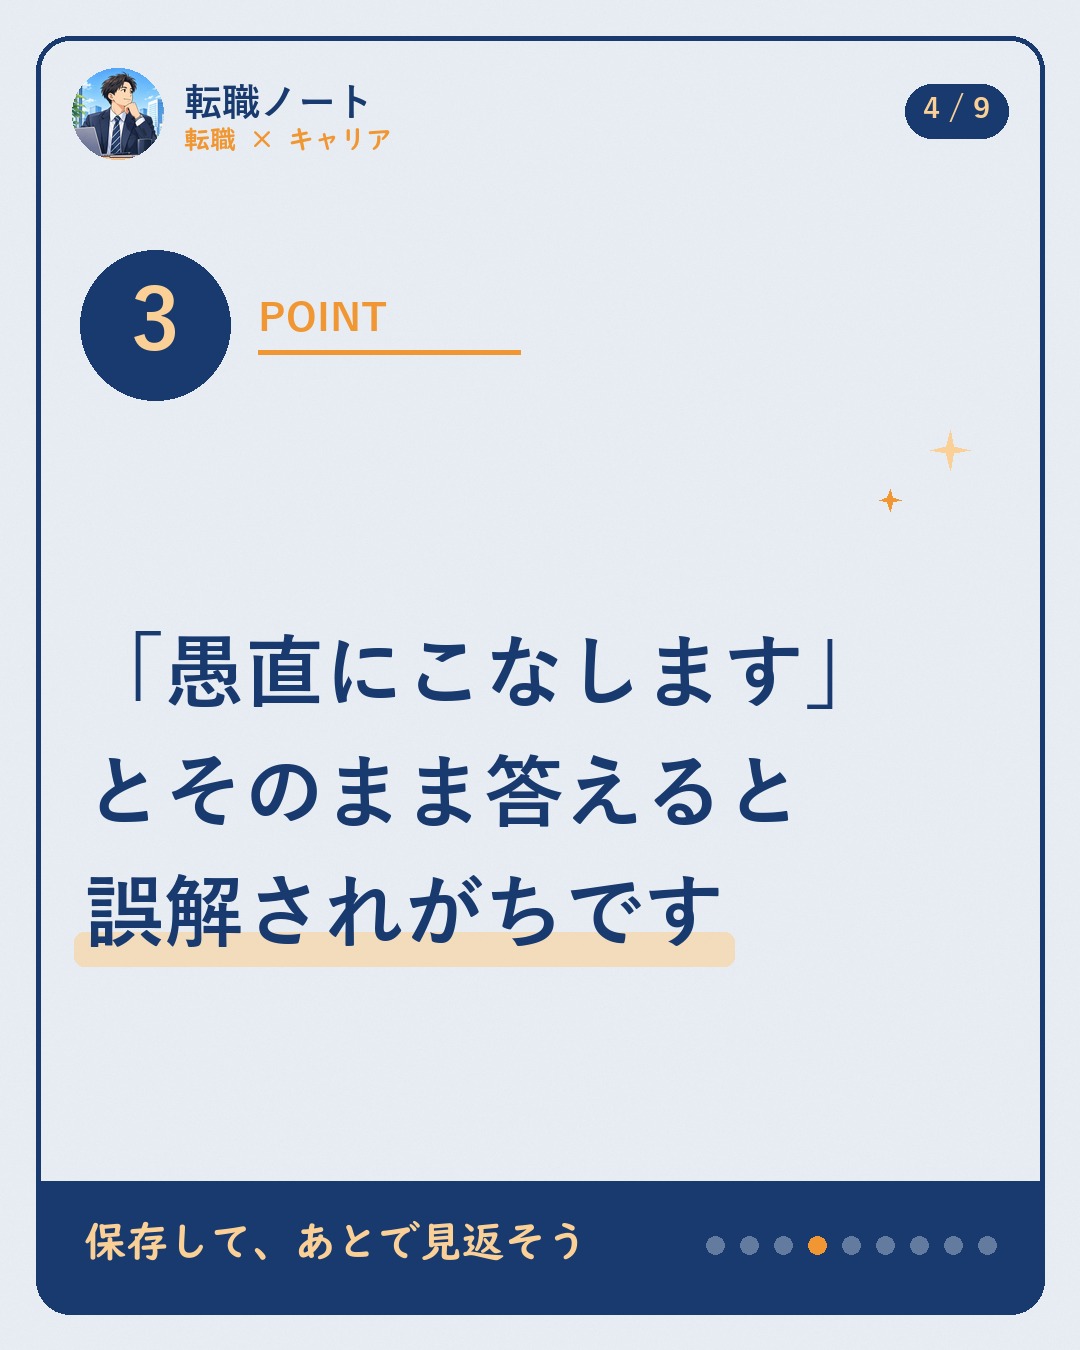 転職ノート
転職 × キャリア
4 / 9
3
POINT
「愚直にこなします」
とそのまま答えると
誤解されがちです
保存して、あとで見返そう